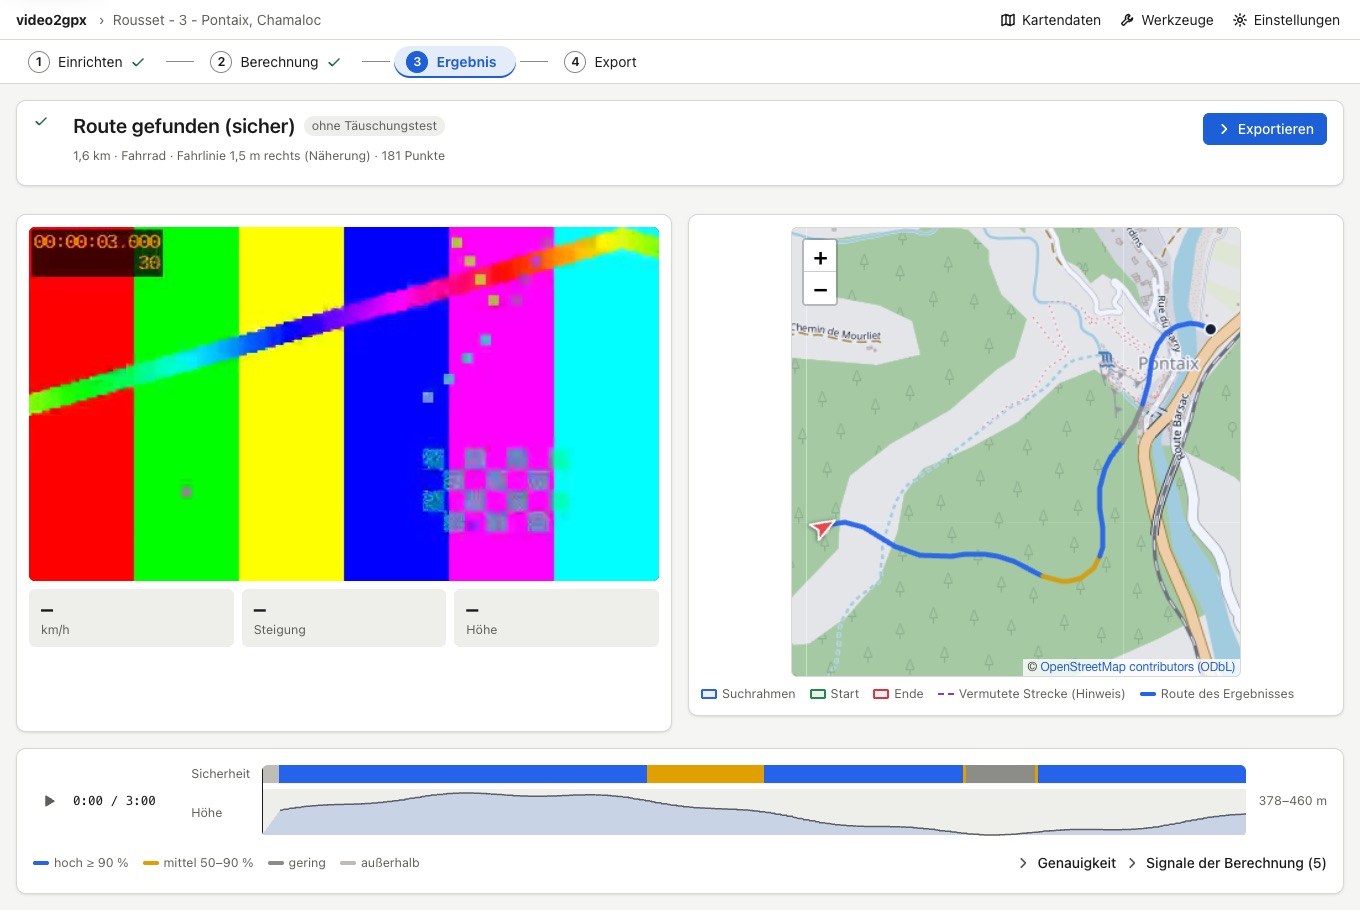 video2gpx › Rousset - 3 - Pontaix, Chamaloc
Kartendaten Werkzeuge Einstellungen
1 Einrichten 2 Berechnung 3 Ergebnis 4 Export
Route gefunden (sicher) ohne Täuschungstest
Exportieren
1,6 km · Fahrrad · Fahrlinie 1,5 m rechts (Näherung) · 181 Punkte
00:00:03.000
30
– km/h
– Steigung
– Höhe
+
−
Chemin de Mourliet
Pontaix
Route Barsac
© OpenStreetMap contributors (ODbL)
Suchrahmen Start Ende Vermutete Strecke (Hinweis) Route des Ergebnisses
Sicherheit
0:00 / 3:00
Höhe
378–460 m
hoch ≥ 90 % mittel 50–90 % gering außerhalb
Genauigkeit Signale der Berechnung (5)